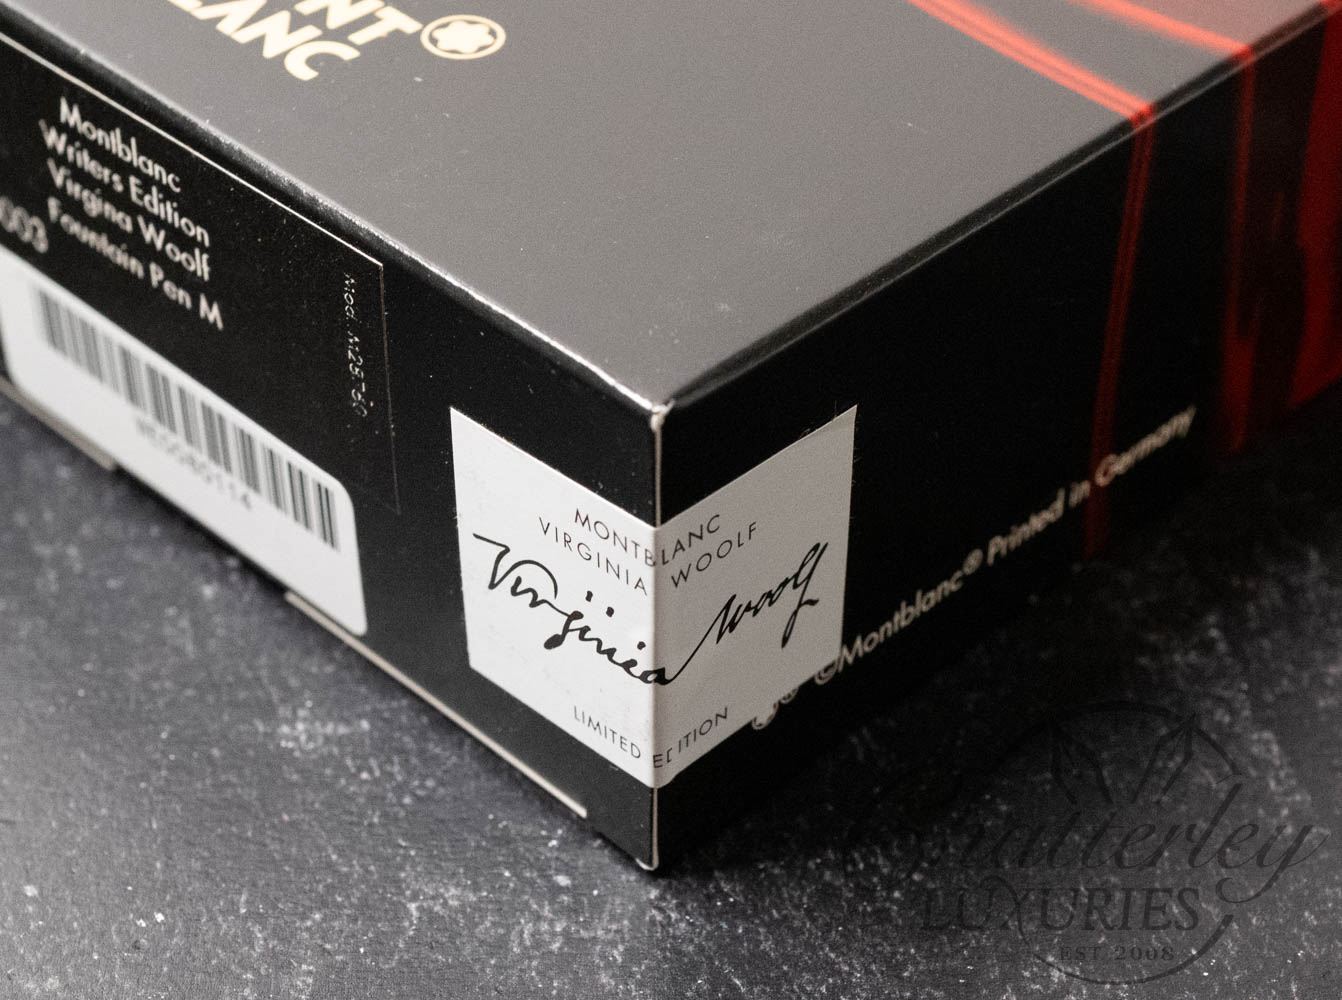 NT
LANC
Montblanc
Writers Edition
Virgina Woolf
Fountain Pen M
003
Mod.
MONTBLANC
VIRGINIA WOOLF
Virginia Woolf
LIMITED EDITION
©Montblanc® Printed in Germany
Chatterley
LUXURIES
EST. 2008